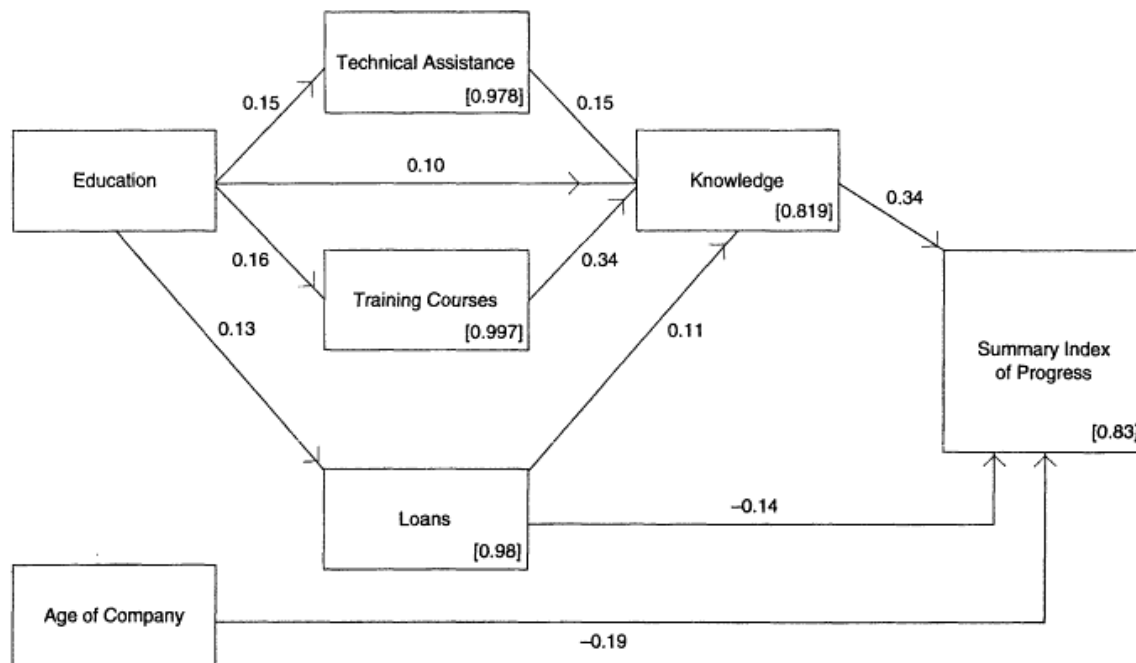 Technical Assistance
[0.978]
0.15
0.15
Education
0.10
Knowledge
[0.819]
0.34
0.16
Training Courses
[0.997]
0.34
0.13
0.11
Summary Index
of Progress
[0.83]
Loans
[0.98]
–0.14
Age of Company
–0.19